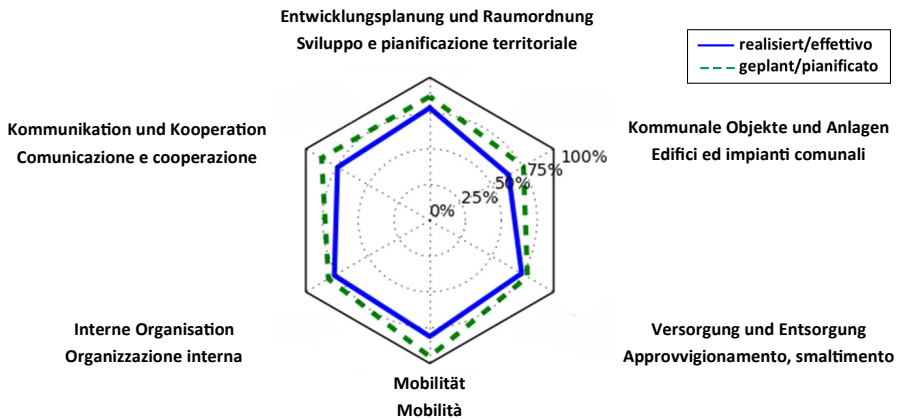 Entwicklungsplanung und Raumordnung
Sviluppo e pianificazione territoriale
realisiert/effettivo
geplant/pianificato
Kommunikation und Kooperation
Comunicazione e cooperazione
Kommunale Objekte und Anlagen
Edifici ed impianti comunali
100%
75%
50%
25%
0%
Interne Organisation
Organizzazione interna
Versorgung und Entsorgung
Approvvigionamento, smaltimento
Mobilität
Mobilità